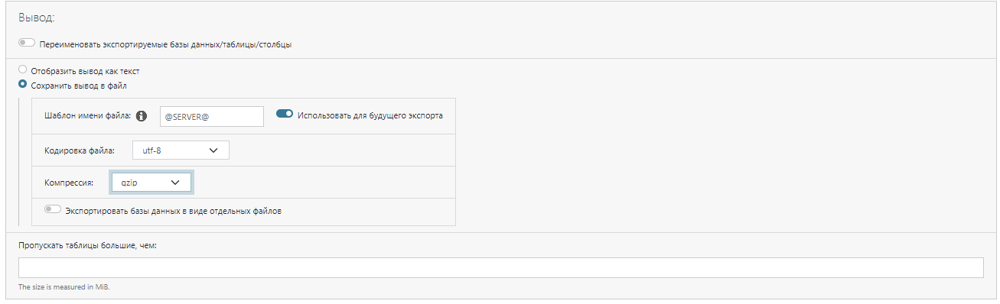 Вывод:
Переименовать экспортируемые базы данных/таблицы/столбцы
Отобразить вывод как текст
Сохранить вывод в файл
Шаблон имени файла: @SERVER@ Использовать для будущего экспорта
Кодировка файла: utf-8
Компрессия: gzip
Экспортировать базы данных в виде отдельных файлов
Пропускать таблицы большие, чем:
The size is measured in MiB.